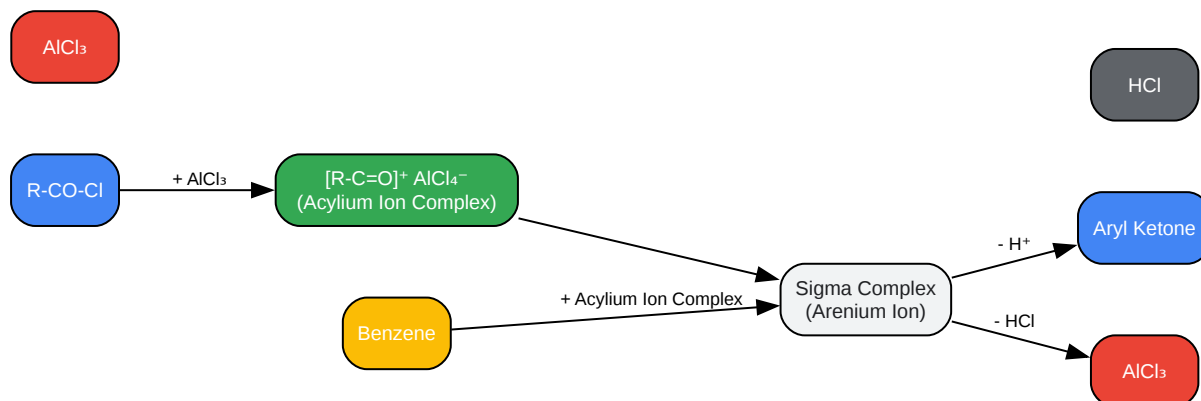 AlCl₃
HCl
R-CO-Cl
+ AlCl₃
[R-C=O]⁺ AlCl₄⁻
(Acylium Ion Complex)
Aryl Ketone
- H⁺
Sigma Complex
(Arenium Ion)
+ Acylium Ion Complex
Benzene
- HCl
AlCl₃